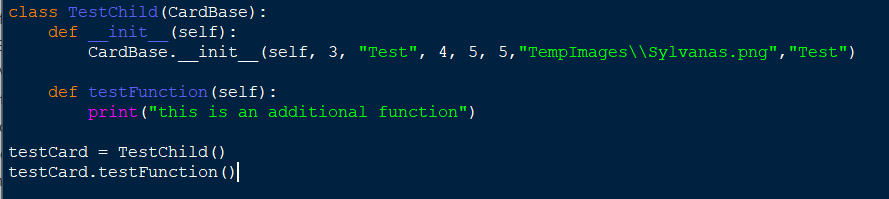 class TestChild(CardBase):
    def __init__(self):
        CardBase.__init__(self, 3, "Test", 4, 5, 5,"TempImages\\Sylvanas.png","Test")
    def testFunction(self):
        print("this is an additional function")
testCard = TestChild()
testCard.testFunction()